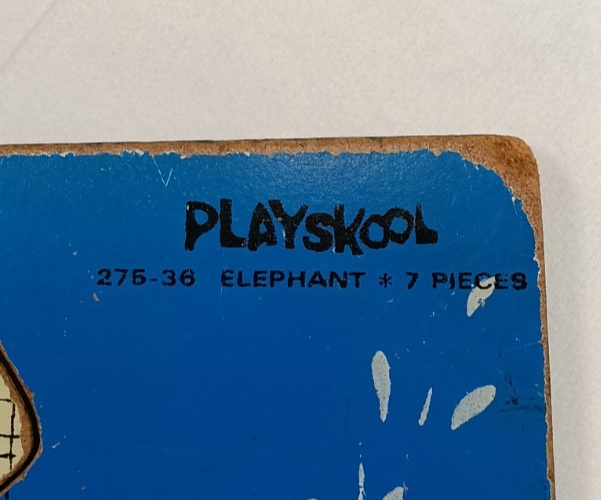 PLAYSKOOL
275-36 ELEPHANT * 7 PIECES